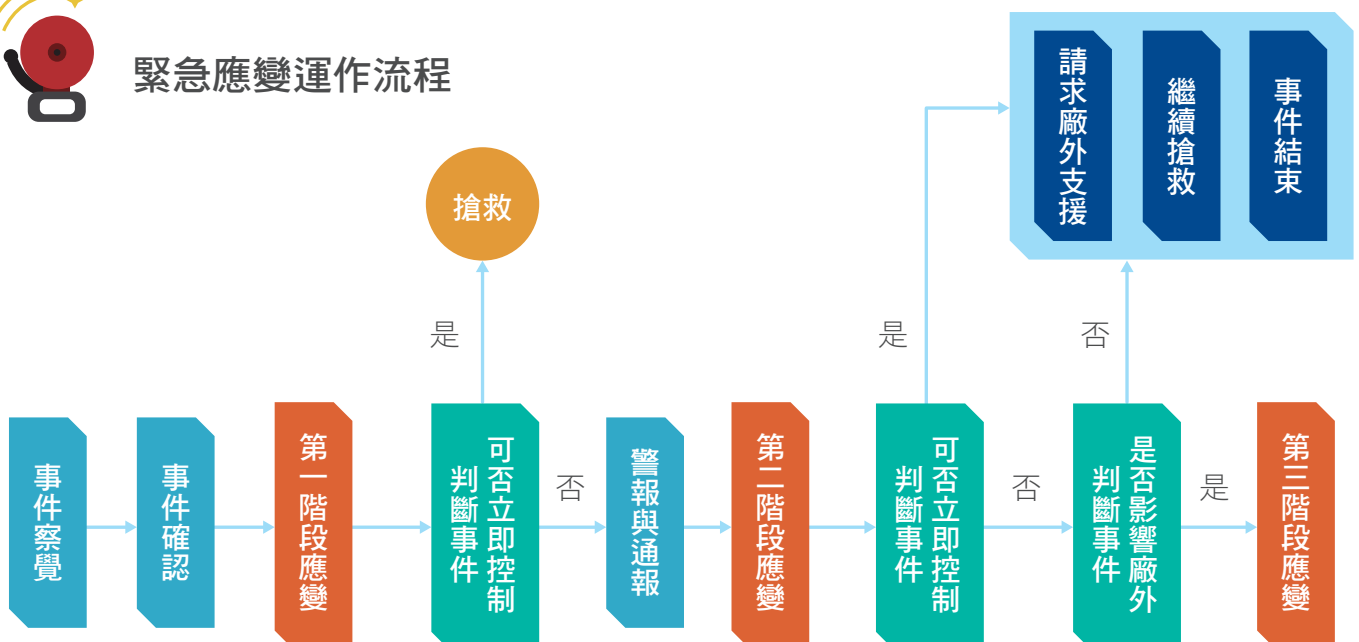 緊急應變運作流程
請求廠外支援
繼續搶救
事件結束
搶救
是
是
否
事件察覺
事件確認
第一階段應變
判斷事件
可否立即控制
否
警報與通報
第二階段應變
判斷事件
可否立即控制
否
判斷事件
是否影響廠外
是
第三階段應變